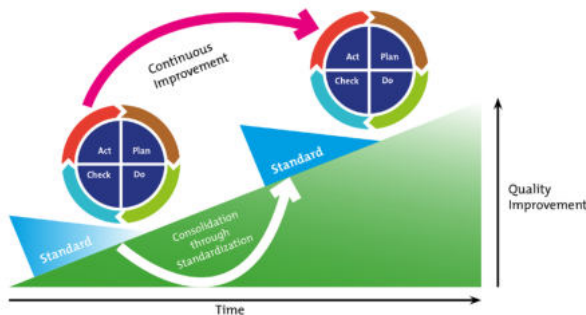 Continuous
Improvement
Act
Plan
Check
Do
Act
Plan
Check
Do
Standard
Standard
Consolidation
through
Standardization
Quality
Improvement
Time